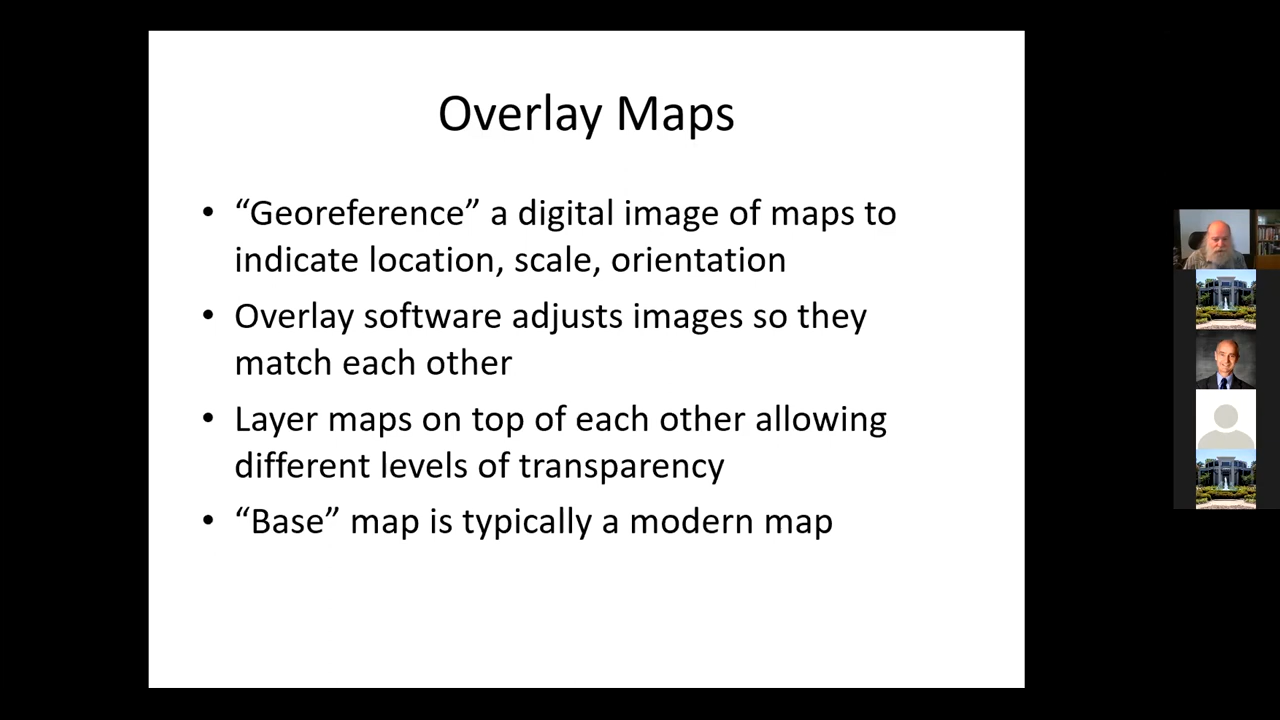 Overlay Maps
• “Georeference” a digital image of maps to
indicate location, scale, orientation
• Overlay software adjusts images so they
match each other
• Layer maps on top of each other allowing
different levels of transparency
• “Base” map is typically a modern map